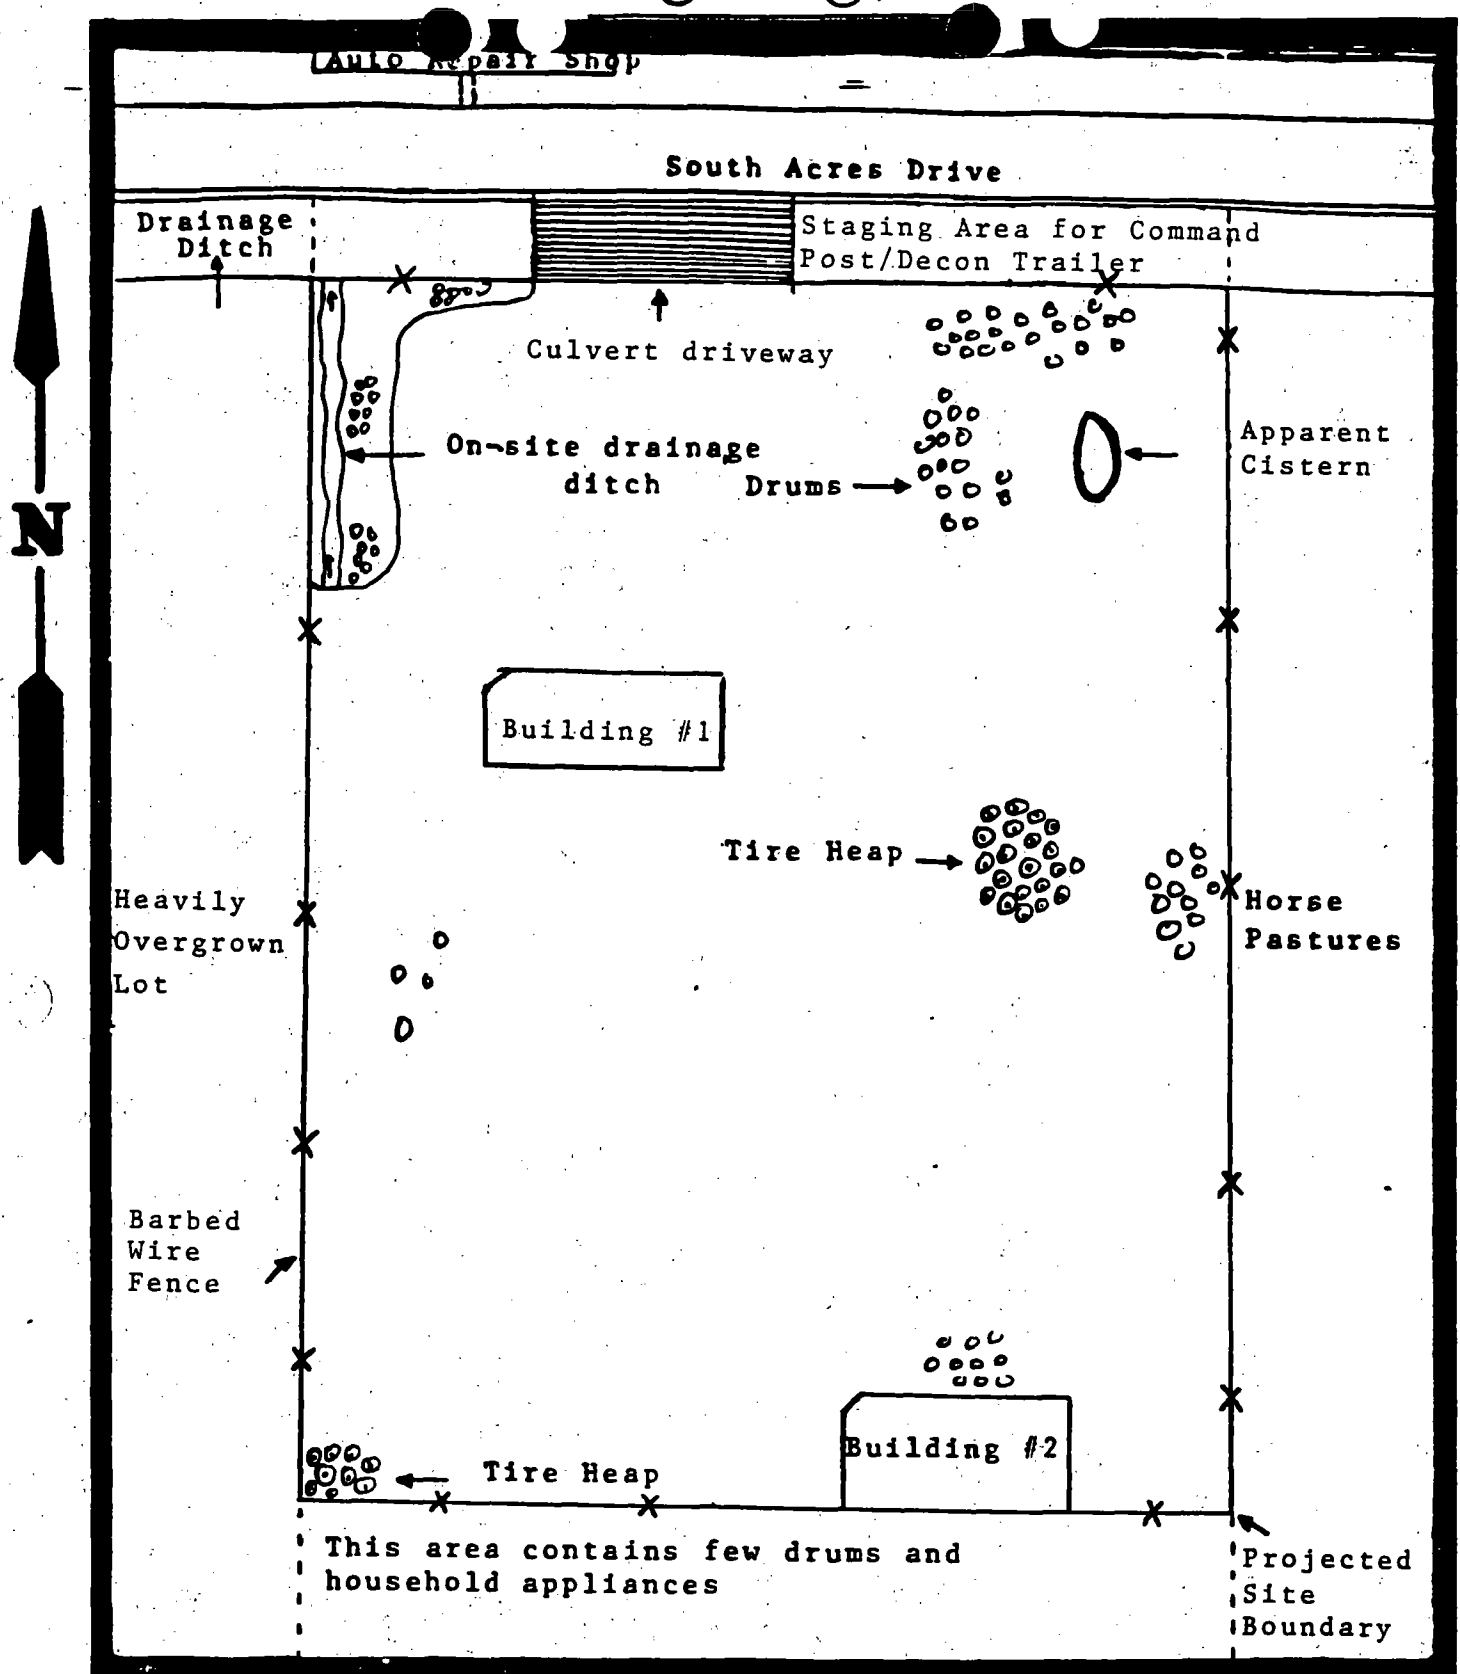 Auto Repair Shop
South Acres Drive
Drainage
Ditch
Staging Area for Command
Post/Decon Trailer
Culvert driveway
On-site drainage
ditch
Drums
Apparent
Cistern
N
Building #1
Tire Heap
Heavily
Overgrown
Lot
Horse
Pastures
Barbed
Wire
Fence
Building #2
Tire Heap
This area contains few drums and
household appliances
Projected
Site
Boundary